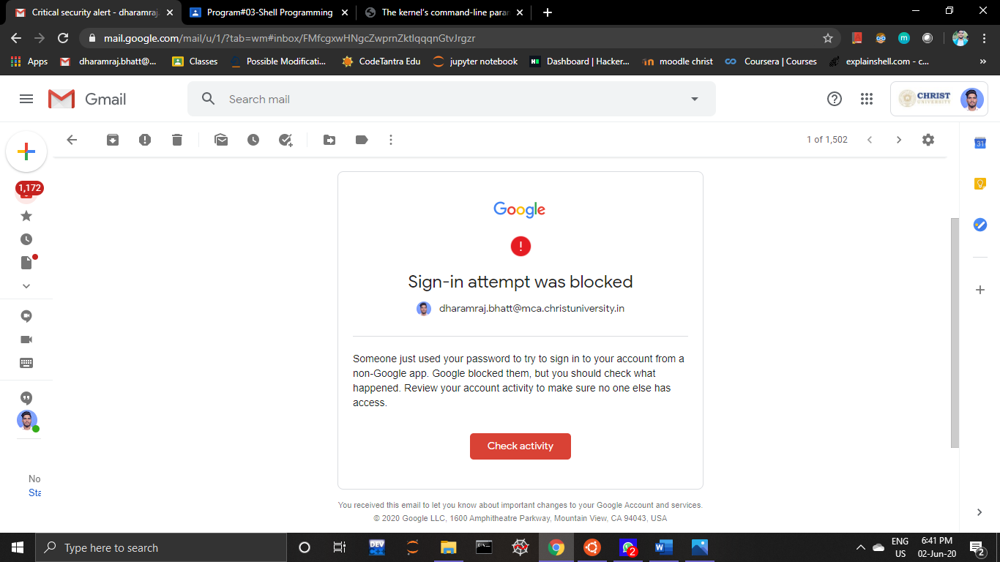 Critical security alert - dharamraj.
Program#03-Shell Programming
The kernel's command-line para
mail.google.com/mail/u/1/?tab=wm#inbox/FMfcgxwHNgcZwprnZktlqqqnGtvJrgzr
Apps
dharamraj.bhatt@...
Classes
Possible Modificati...
CodeTantra Edu
jupyter notebook
Dashboard | Hacker...
moodle christ
Coursera | Courses
explainshell.com - c...
»
Gmail
Search mail
CHRIST
UNIVERSITY
1 of 1,502
31
1,172
Google
Sign-in attempt was blocked
dharamraj.bhatt@mca.christuniversity.in
Someone just used your password to try to sign in to your account from a
non-Google app. Google blocked them, but you should check what
happened. Review your account activity to make sure no one else has
access.
Check activity
No
Sta
You received this email to let you know about important changes to your Google Account and services.
© 2020 Google LLC, 1600 Amphitheatre Parkway, Mountain View, CA 94043, USA
Type here to search
DEV
2
ENG
US
6:41 PM
02-Jun-20
2